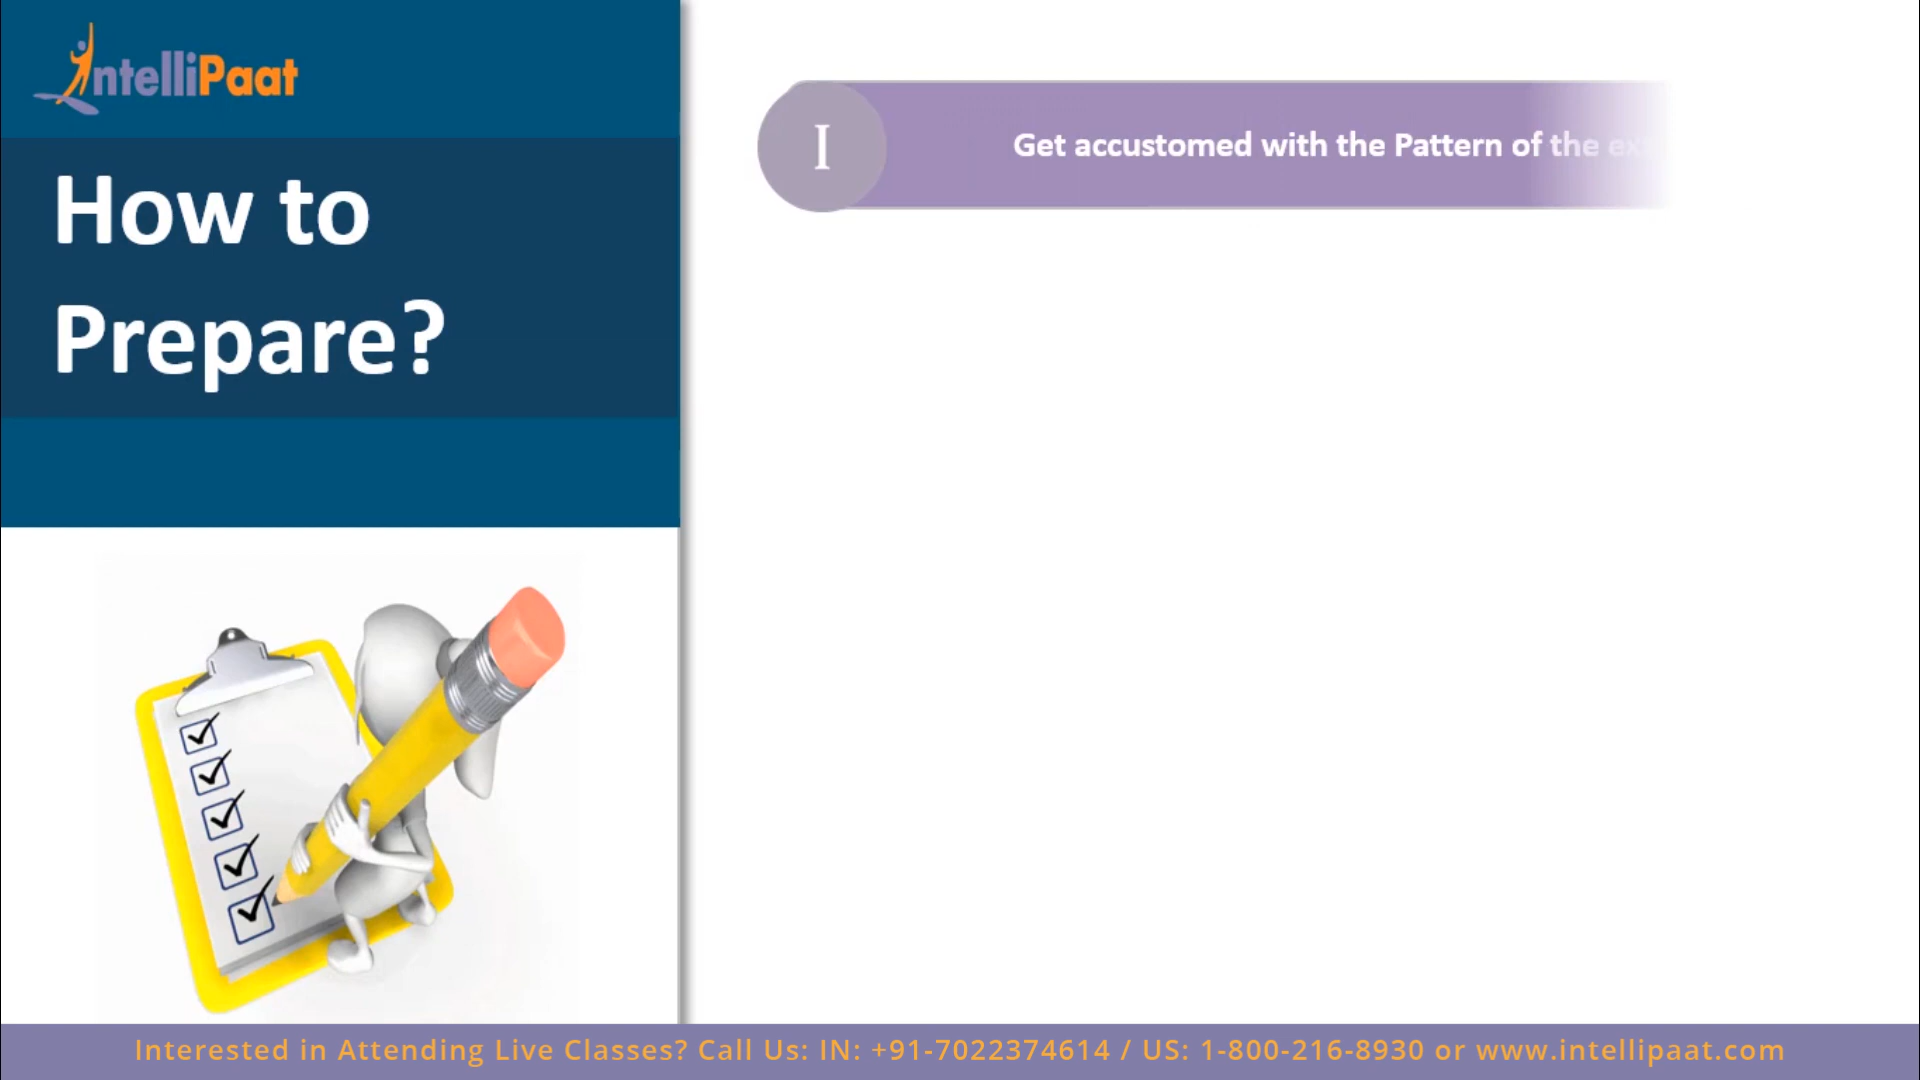 IntelliPaat
How to
Prepare?
I
Get accustomed with the Pattern of the
Interested in Attending Live Classes? Call Us: IN: +91-7022374614 / US: 1-800-216-8930 or www.intellipaat.com